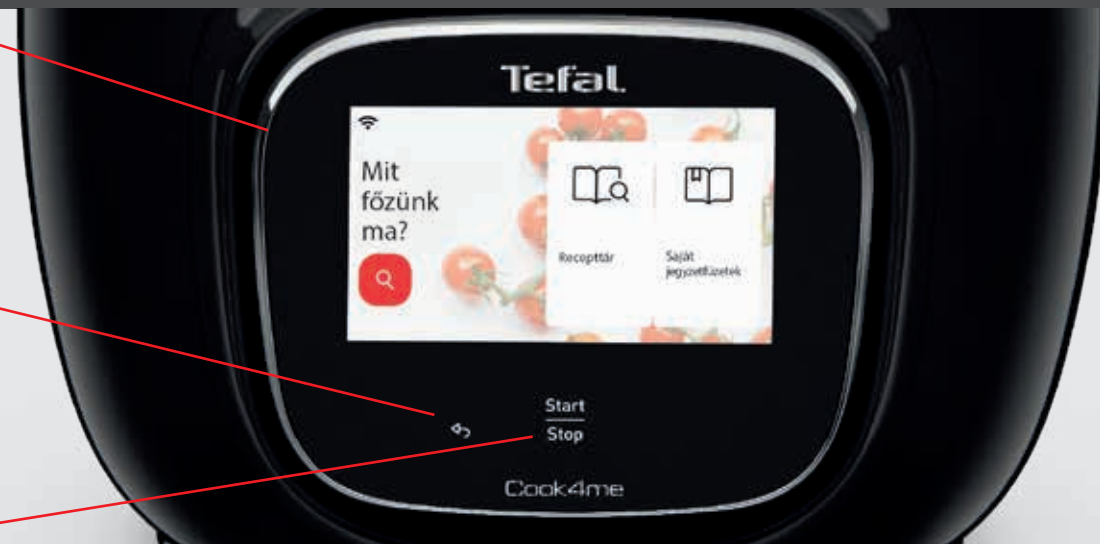 Tefal
Mit
főzünk
ma?
Recepttár
Saját
jegyzetfüzetek
Start
Stop
Cook4me